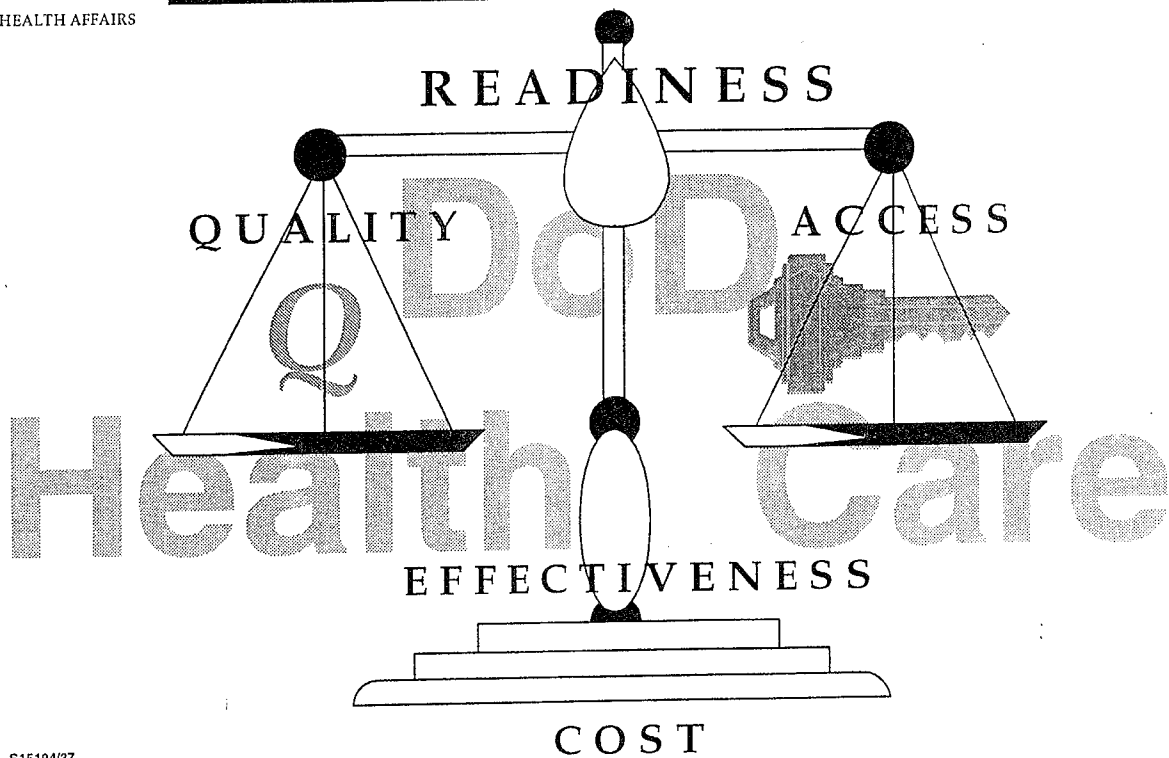 HEALTH AFFAIRS
READINESS
QUALITY
ACCESS
DoD
Q
Health Care
EFFECTIVENESS
COST